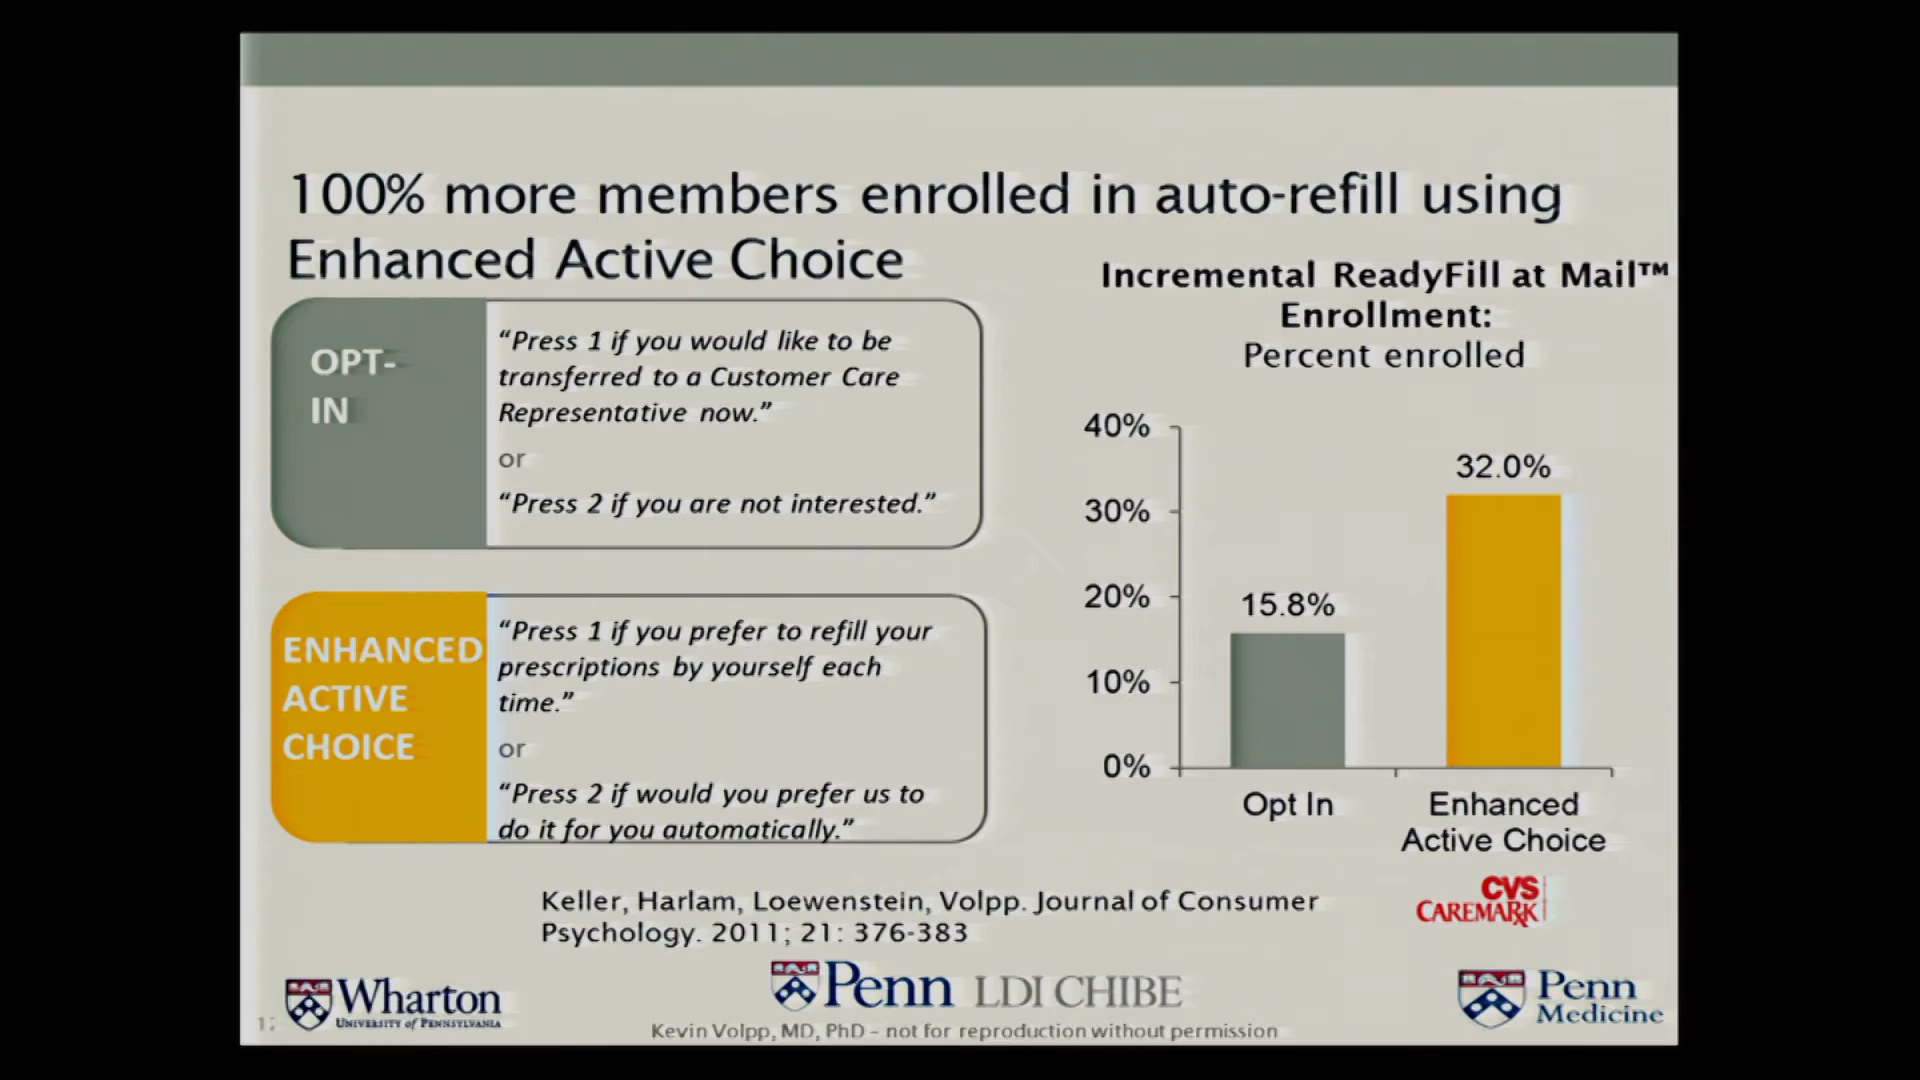 100% more members enrolled in auto-refill using
Enhanced Active Choice
OPT-
IN
“Press 1 if you would like to be
transferred to a Customer Care
Representative now.”
or
“Press 2 if you are not interested.”
ENHANCED
ACTIVE
CHOICE
“Press 1 if you prefer to refill your
prescriptions by yourself each
time.”
or
“Press 2 if would you prefer us to
do it for you automatically.”
Incremental ReadyFill at Mail™
Enrollment:
Percent enrolled
40%
30%
20%
10%
0%
15.8%
32.0%
Opt In
Enhanced
Active Choice
Keller, Harlam, Loewenstein, Volpp. Journal of Consumer
Psychology. 2011; 21: 376-383
CVS
CAREMARK
Wharton
UNIVERSITY of PENNSYLVANIA
Penn LDI CHIBE
Penn
Medicine
Kevin Volpp, MD, PhD – not for reproduction without permission